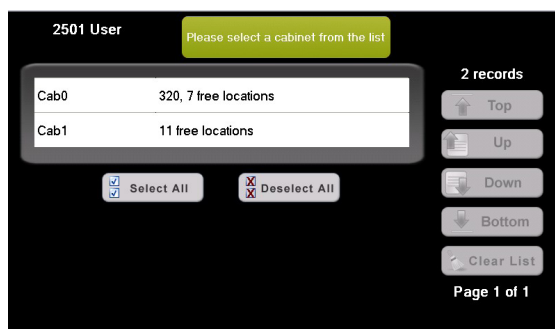 2501 User
Please select a cabinet from the list
2 records
Cab0 320, 7 free locations
Cab1 11 free locations
Top
Up
Select All
Deselect All
Down
Bottom
Clear List
Page 1 of 1